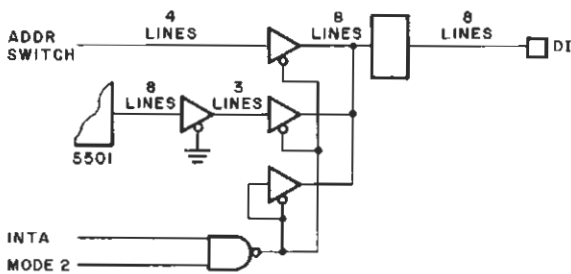 4
LINES
8
LINES
8
LINES
ADDR
SWITCH
DI
8
LINES
3
LINES
5501
INTA
MODE 2